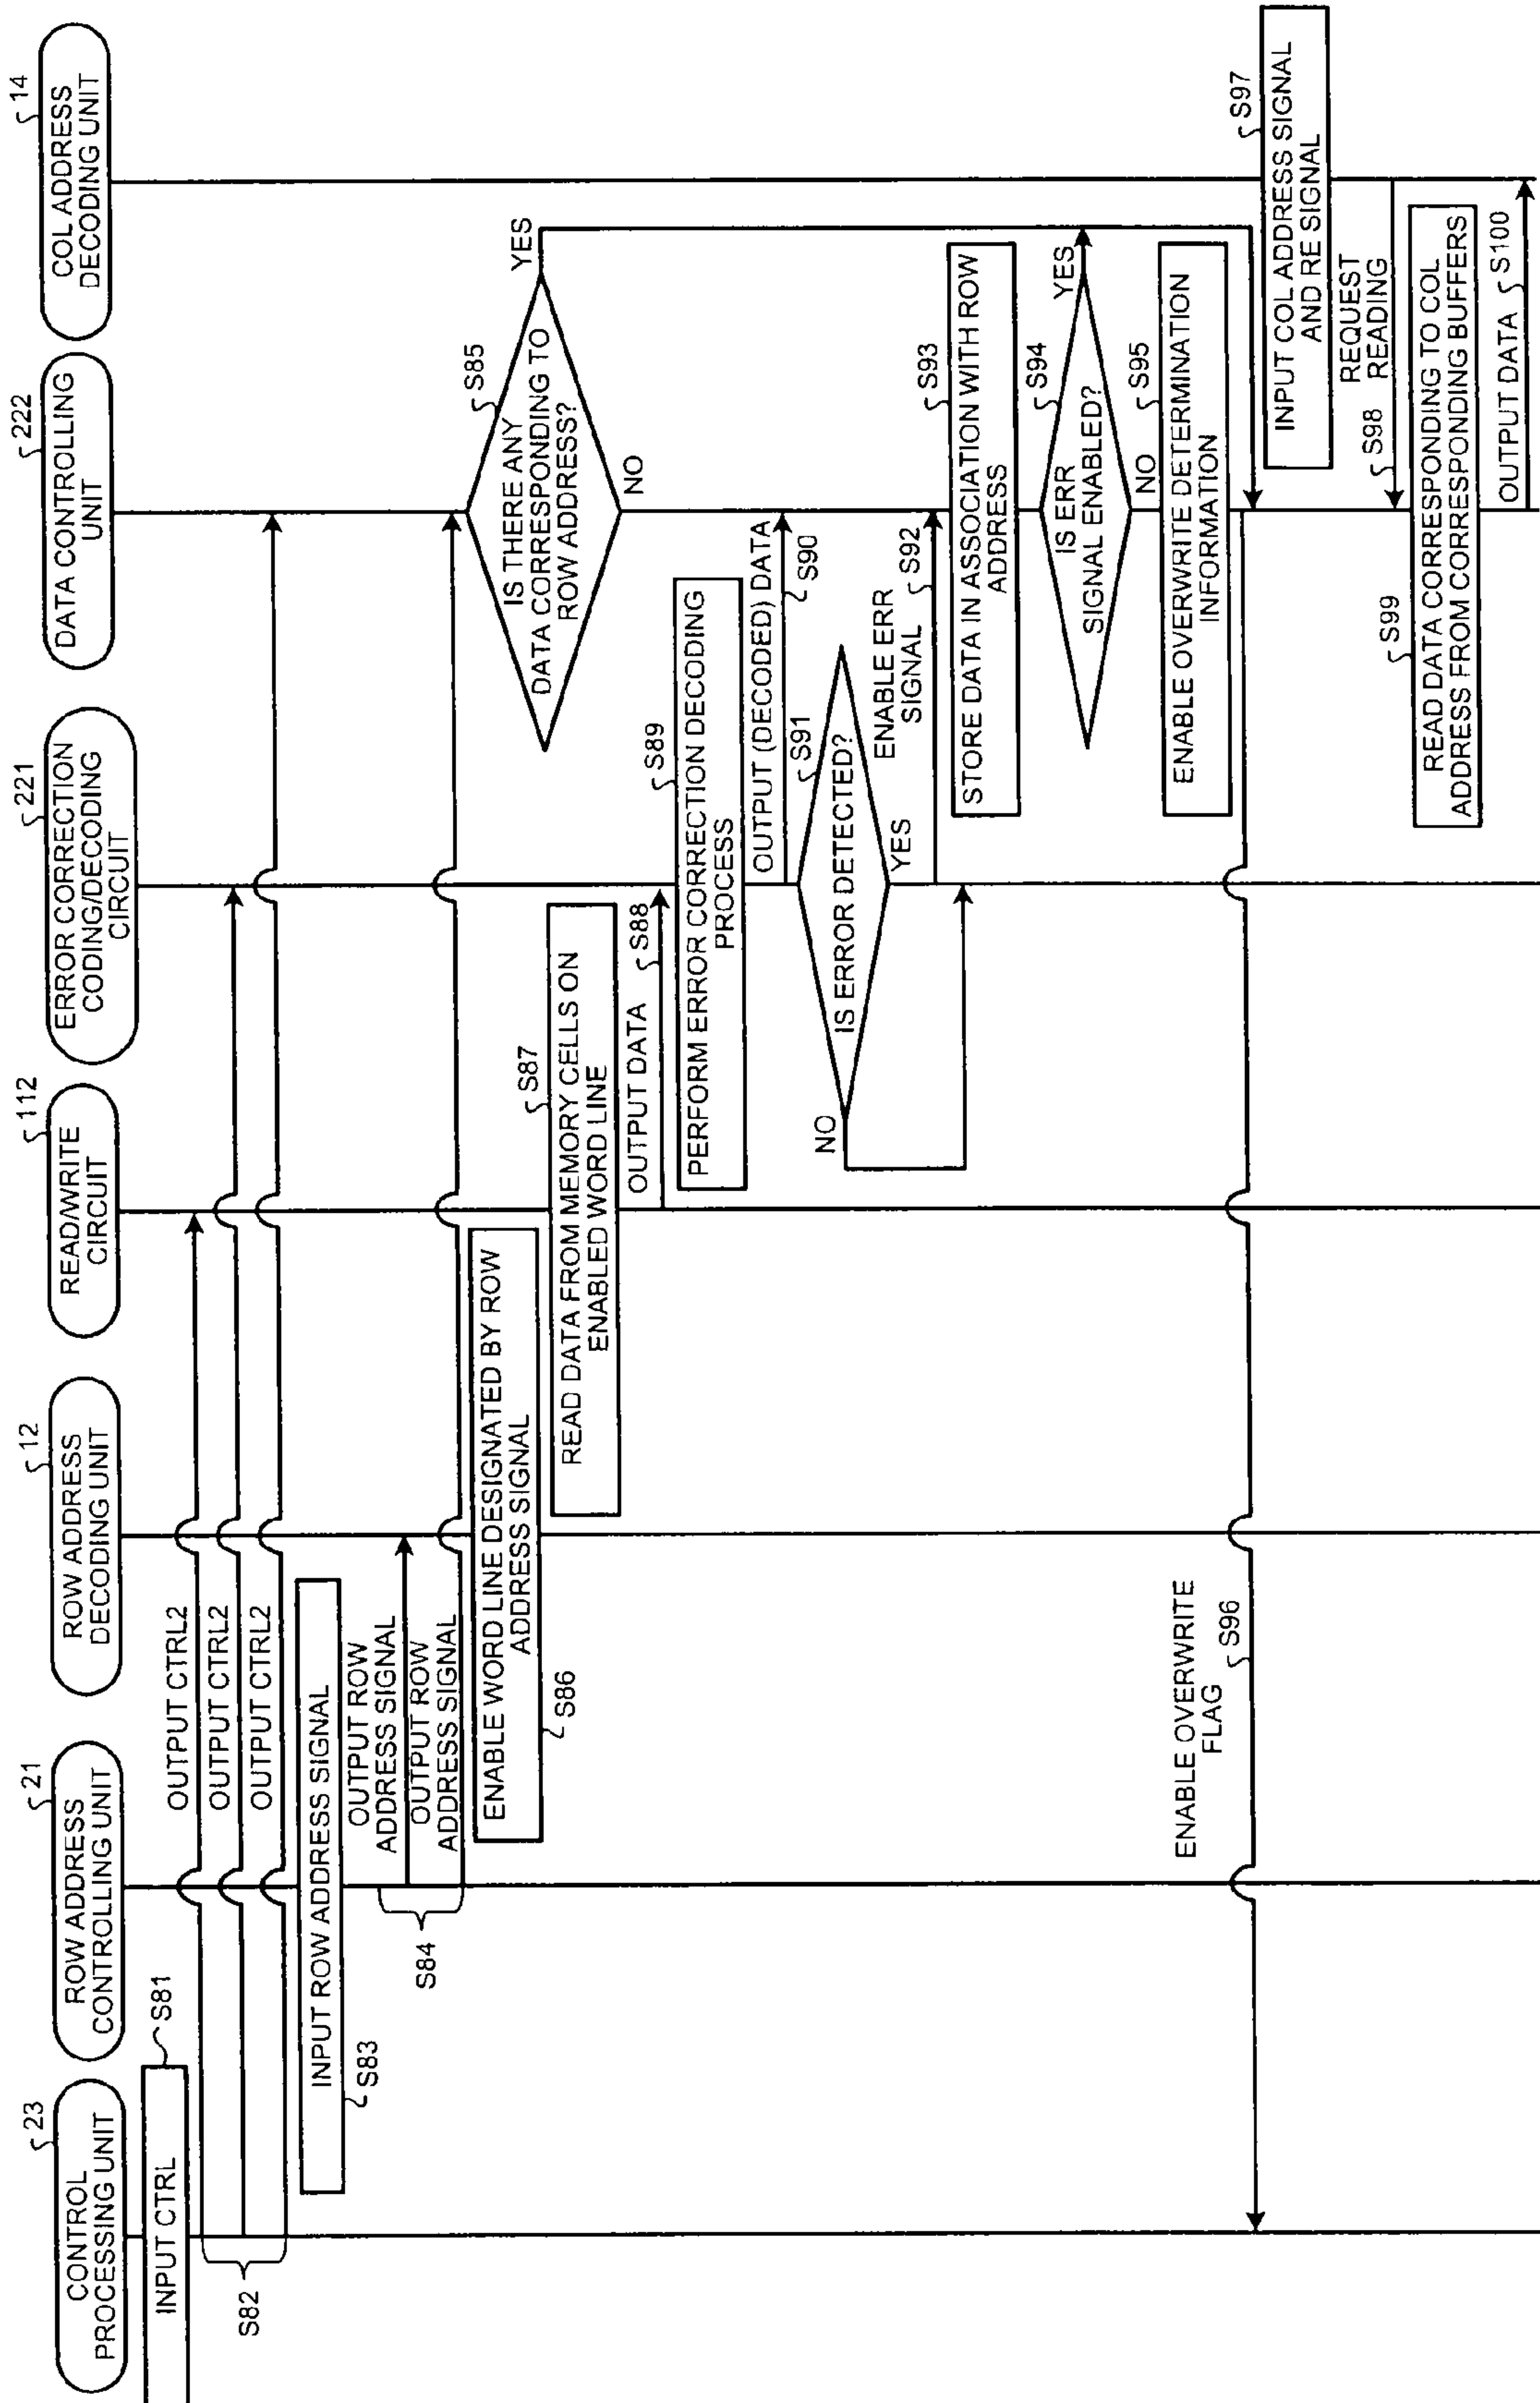 23
CONTROL
PROCESSING UNIT
21
ROW ADDRESS
CONTROLLING UNIT
12
ROW ADDRESS
DECODING UNIT
112
READ/WRITE
CIRCUIT
221
ERROR CORRECTION
CODING/DECODING
CIRCUIT
222
DATA CONTROLLING
UNIT
14
COL ADDRESS
DECODING UNIT
INPUT CTRL
S81
S82
OUTPUT CTRL2
OUTPUT CTRL2
OUTPUT CTRL2
INPUT ROW ADDRESS SIGNAL
S83
OUTPUT ROW
ADDRESS SIGNAL
OUTPUT ROW
ADDRESS SIGNAL
S84
IS THERE ANY
DATA CORRESPONDING TO
ROW ADDRESS?
S85
YES
NO
ENABLE WORD LINE DESIGNATED BY ROW
ADDRESS SIGNAL
S86
READ DATA FROM MEMORY CELLS ON
ENABLED WORD LINE
S87
OUTPUT DATA
S88
PERFORM ERROR CORRECTION DECODING
PROCESS
S89
OUTPUT (DECODED) DATA
S90
IS ERROR DETECTED?
S91
NO
YES
ENABLE ERR
SIGNAL
S92
STORE DATA IN ASSOCIATION WITH ROW
ADDRESS
S93
IS ERR
SIGNAL ENABLED?
S94
YES
NO
ENABLE OVERWRITE DETERMINATION
INFORMATION
S95
ENABLE OVERWRITE
FLAG
S96
INPUT COL ADDRESS SIGNAL
AND RE SIGNAL
S97
REQUEST
READING
S98
READ DATA CORRESPONDING TO COL
ADDRESS FROM CORRESPONDING BUFFERS
S99
OUTPUT DATA
S100